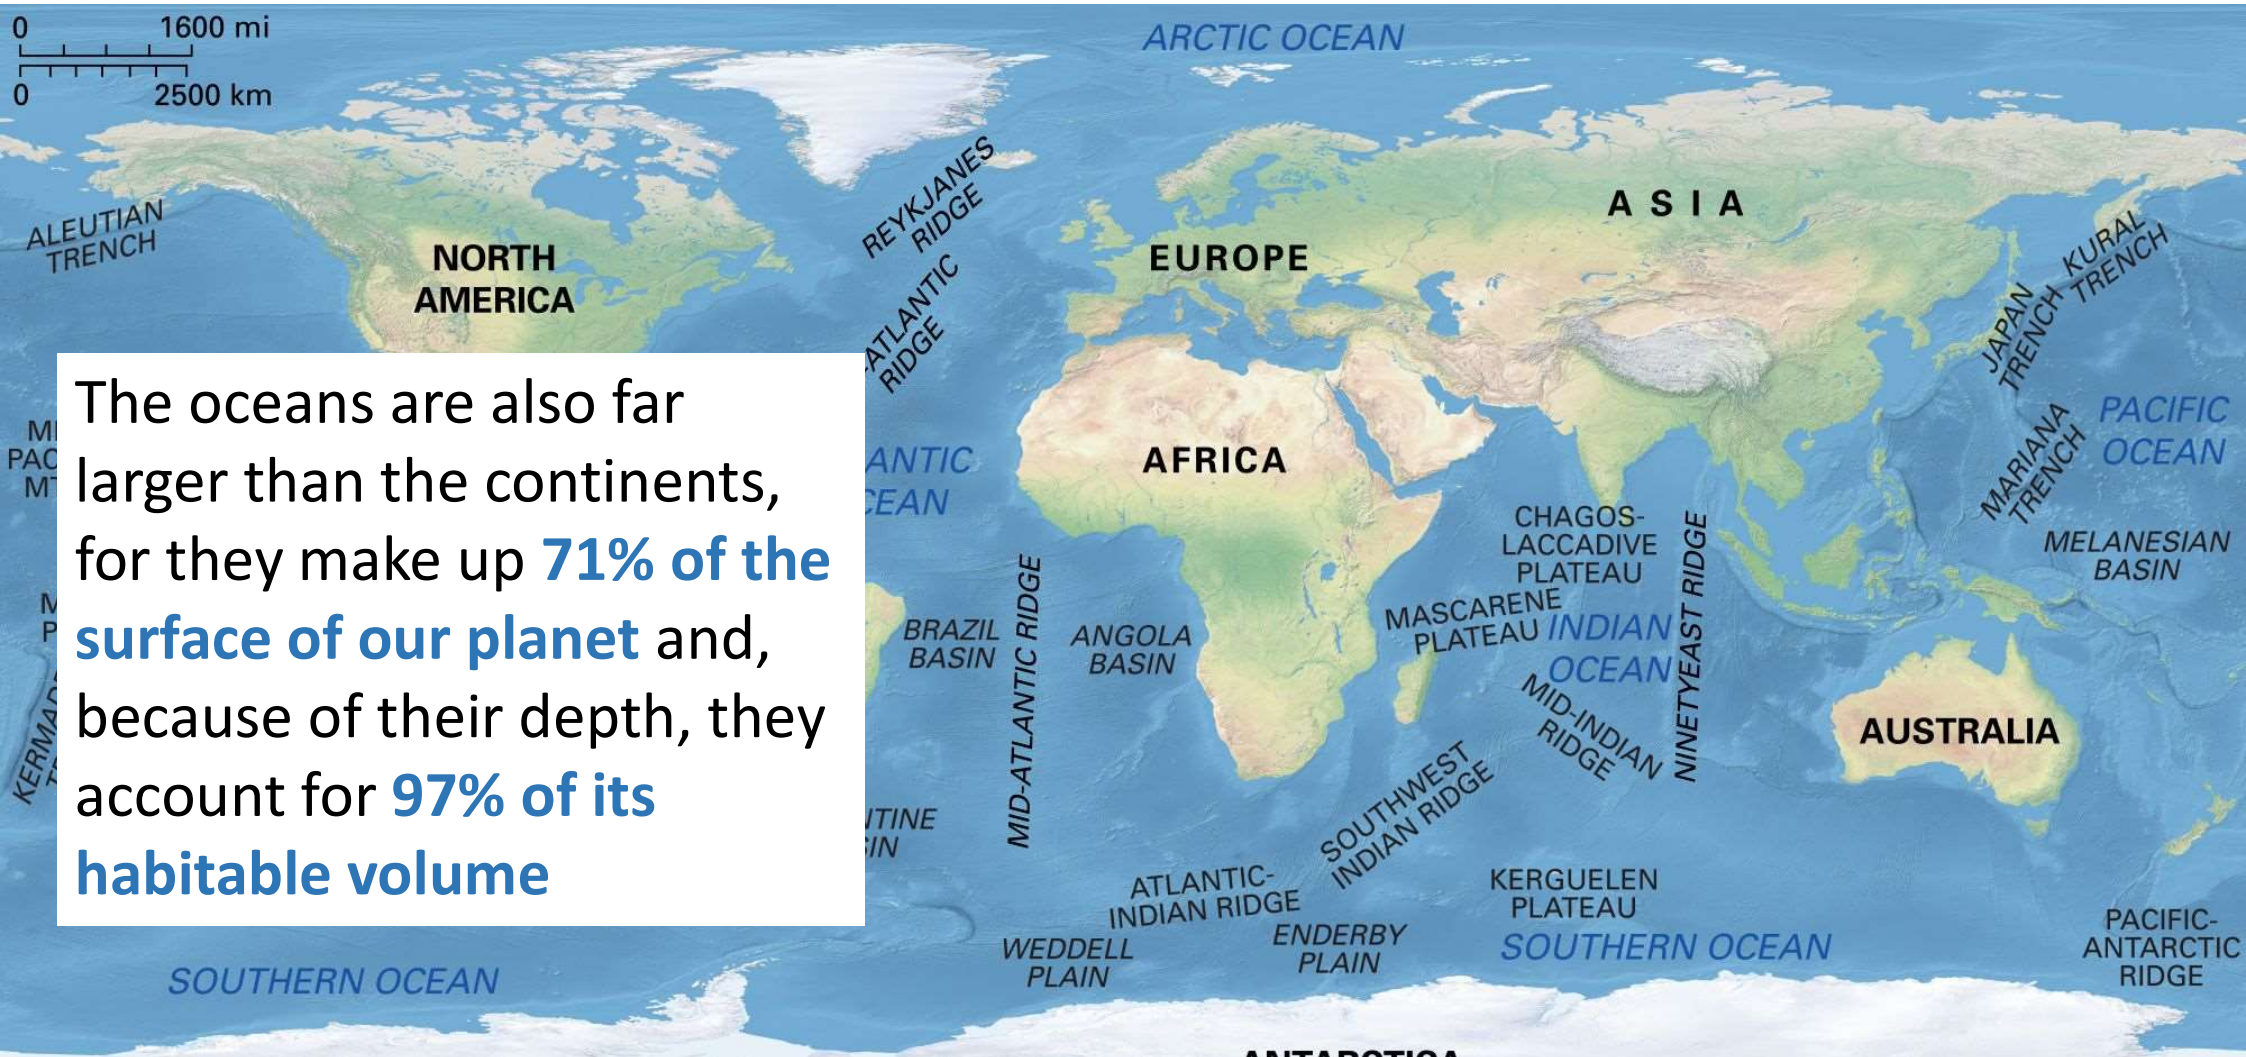 0 1600 mi
0 2500 km
ARCTIC OCEAN
ALEUTIAN
TRENCH
NORTH
AMERICA
REYKJANES
RIDGE
ATLANTIC
RIDGE
EUROPE
ASIA
KURAL
TRENCH
JAPAN
TRENCH
MARIANA
TRENCH
PACIFIC
OCEAN
The oceans are also far
larger than the continents,
for they make up 71% of the
surface of our planet and,
because of their depth, they
account for 97% of its
habitable volume
AFRICA
CHAGOS-
LACCADIVE
PLATEAU
MELANESIAN
BASIN
MASCARENE
PLATEAU
INDIAN
OCEAN
NINETYEAST RIDGE
BRAZIL
BASIN
MID-ATLANTIC RIDGE
ANGOLA
BASIN
MID-INDIAN
RIDGE
AUSTRALIA
SOUTHWEST
INDIAN RIDGE
ATLANTIC-
INDIAN RIDGE
KERGUELEN
PLATEAU
WEDDELL
PLAIN
ENDERBY
PLAIN
SOUTHERN OCEAN
PACIFIC-
ANTARCTIC
RIDGE
SOUTHERN OCEAN
ANTARCTICA